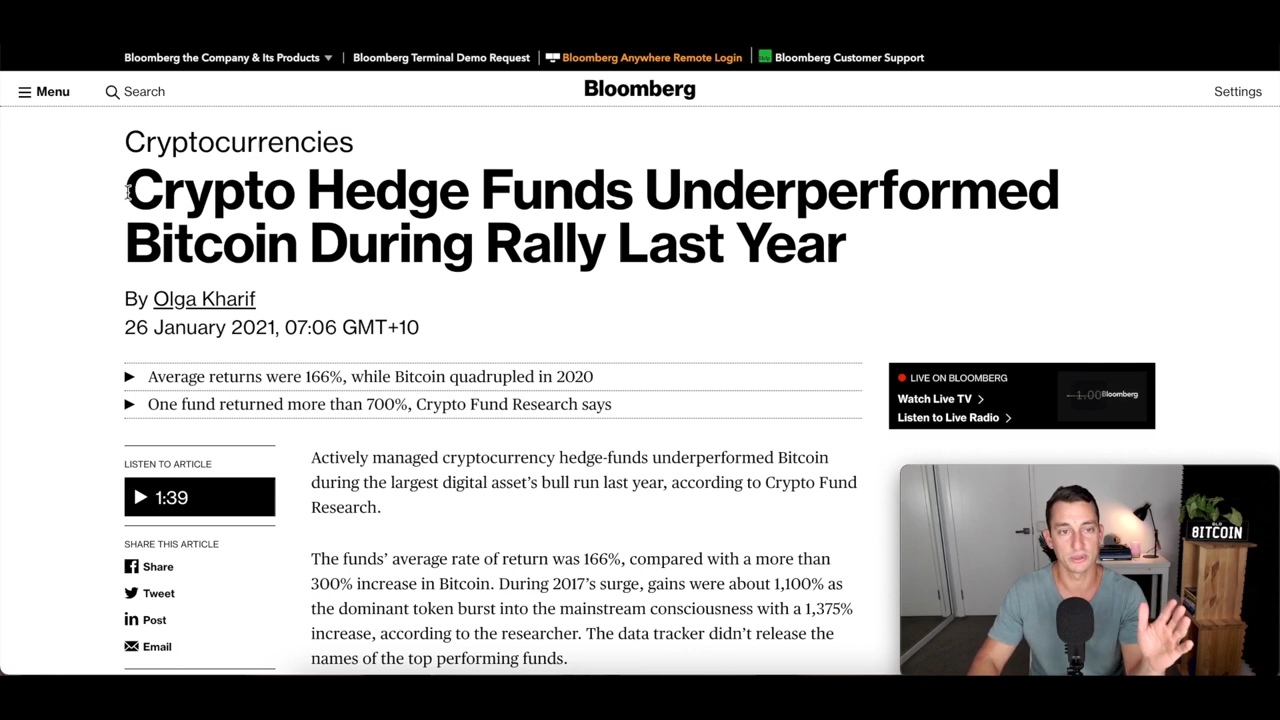 Bloomberg the Company & Its Products ▼ | Bloomberg Terminal Demo Request | Bloomberg Anywhere Remote Login | Bloomberg Customer Support
Menu Search Bloomberg Settings
Cryptocurrencies
Crypto Hedge Funds Underperformed
Bitcoin During Rally Last Year
By Olga Kharif
26 January 2021, 07:06 GMT+10
Average returns were 166%, while Bitcoin quadrupled in 2020
One fund returned more than 700%, Crypto Fund Research says
LIVE ON BLOOMBERG
Watch Live TV
Listen to Live Radio
1.00 Bloomberg
LISTEN TO ARTICLE
1:39
SHARE THIS ARTICLE
Share
Tweet
Post
Email
Actively managed cryptocurrency hedge-funds underperformed Bitcoin
during the largest digital asset’s bull run last year, according to Crypto Fund
Research.
The funds’ average rate of return was 166%, compared with a more than
300% increase in Bitcoin. During 2017’s surge, gains were about 1,100% as
the dominant token burst into the mainstream consciousness with a 1,375%
increase, according to the researcher. The data tracker didn’t release the
names of the top performing funds.
BITCOIN